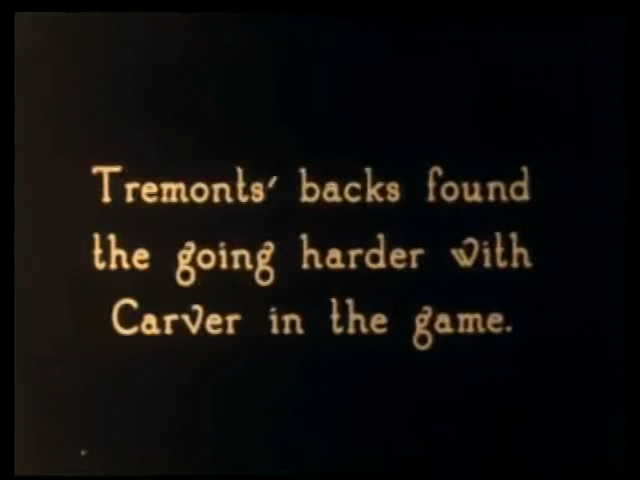 Tremonts' backs found
the going harder with
Carver in the game.